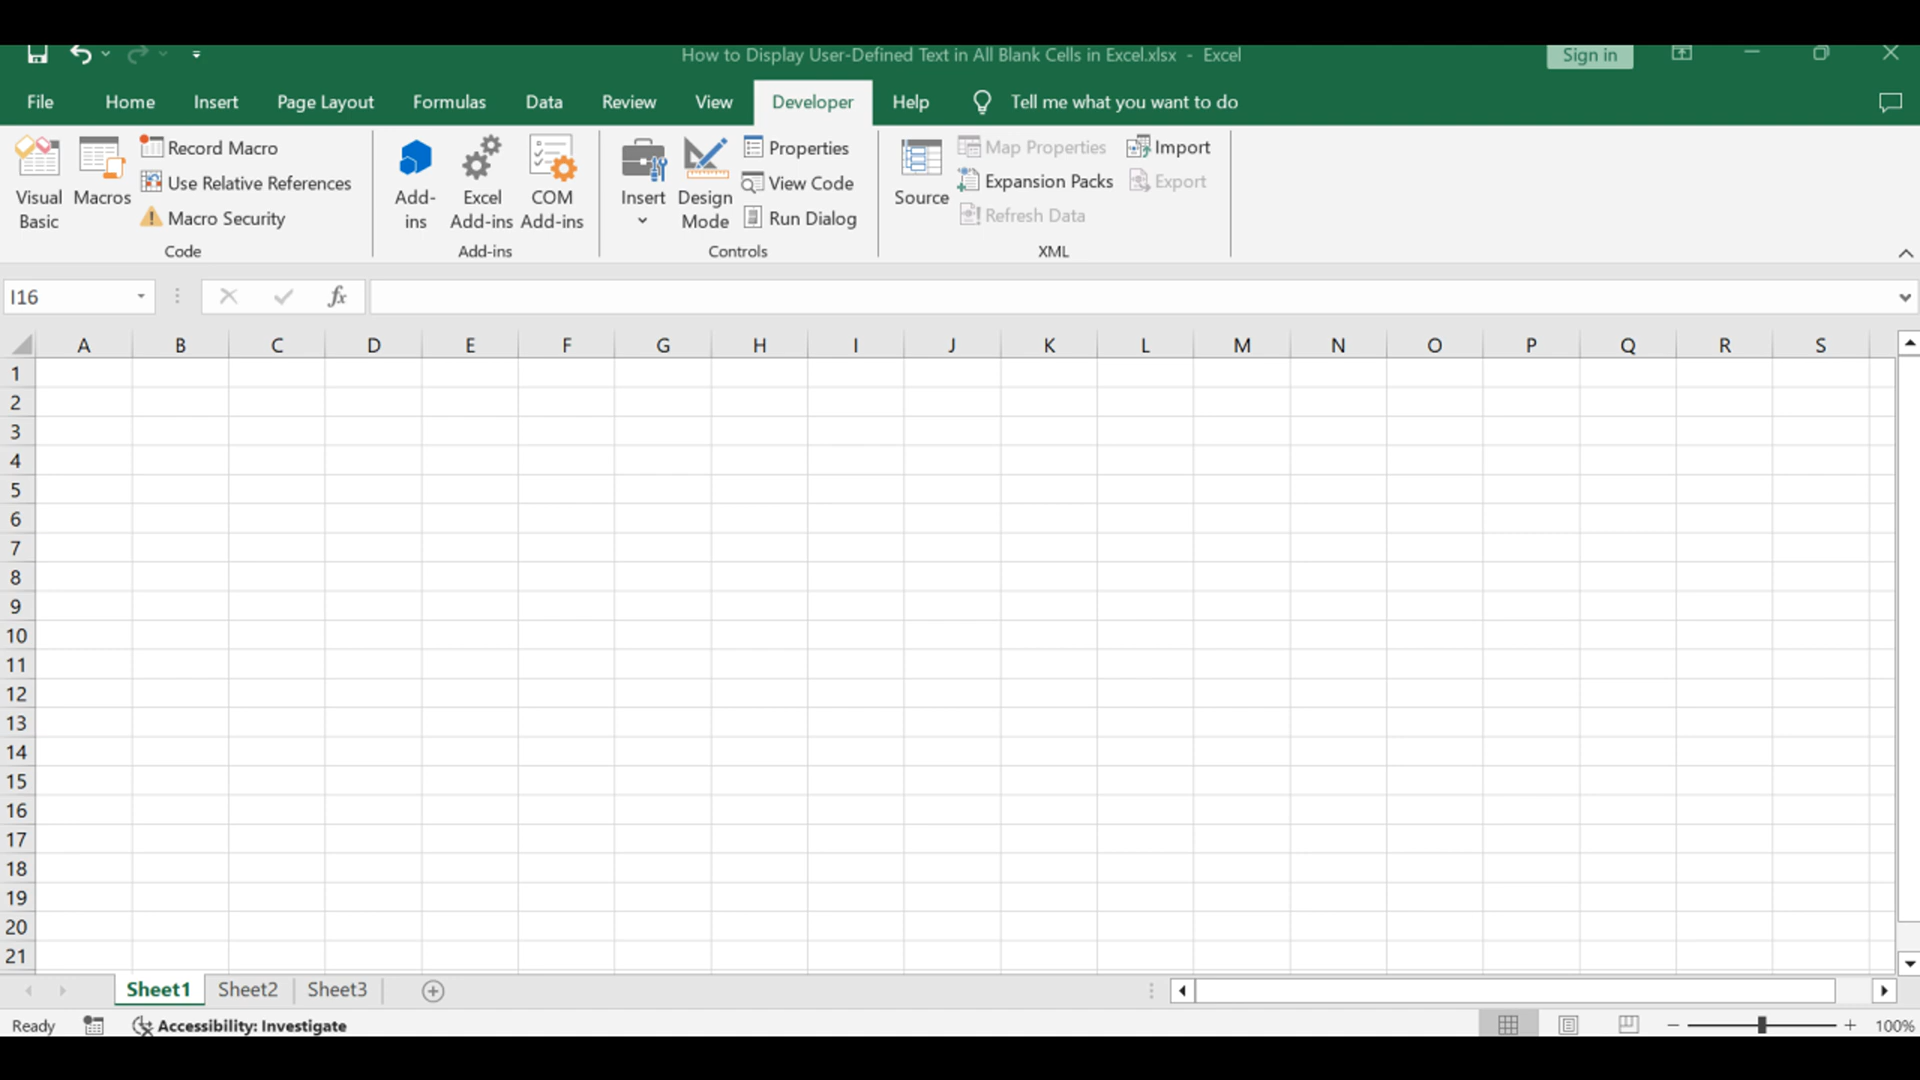 How to Display User-Defined Text in All Blank Cells in Excel.xlsx - Excel
Sign in
File Home Insert Page Layout Formulas Data Review View Developer Help Tell me what you want to do
Visual Basic
Macros
Record Macro
Use Relative References
Macro Security
Code
Add-ins
Excel Add-ins
COM Add-ins
Add-ins
Insert
Design Mode
Properties
View Code
Run Dialog
Controls
Source
Map Properties
Expansion Packs
Refresh Data
Import
Export
XML
I16
fx
A B C D E F G H I J K L M N O P Q R S
1
2
3
4
5
6
7
8
9
10
11
12
13
14
15
16
17
18
19
20
21
Sheet1 Sheet2 Sheet3
Ready
Accessibility: Investigate
100%